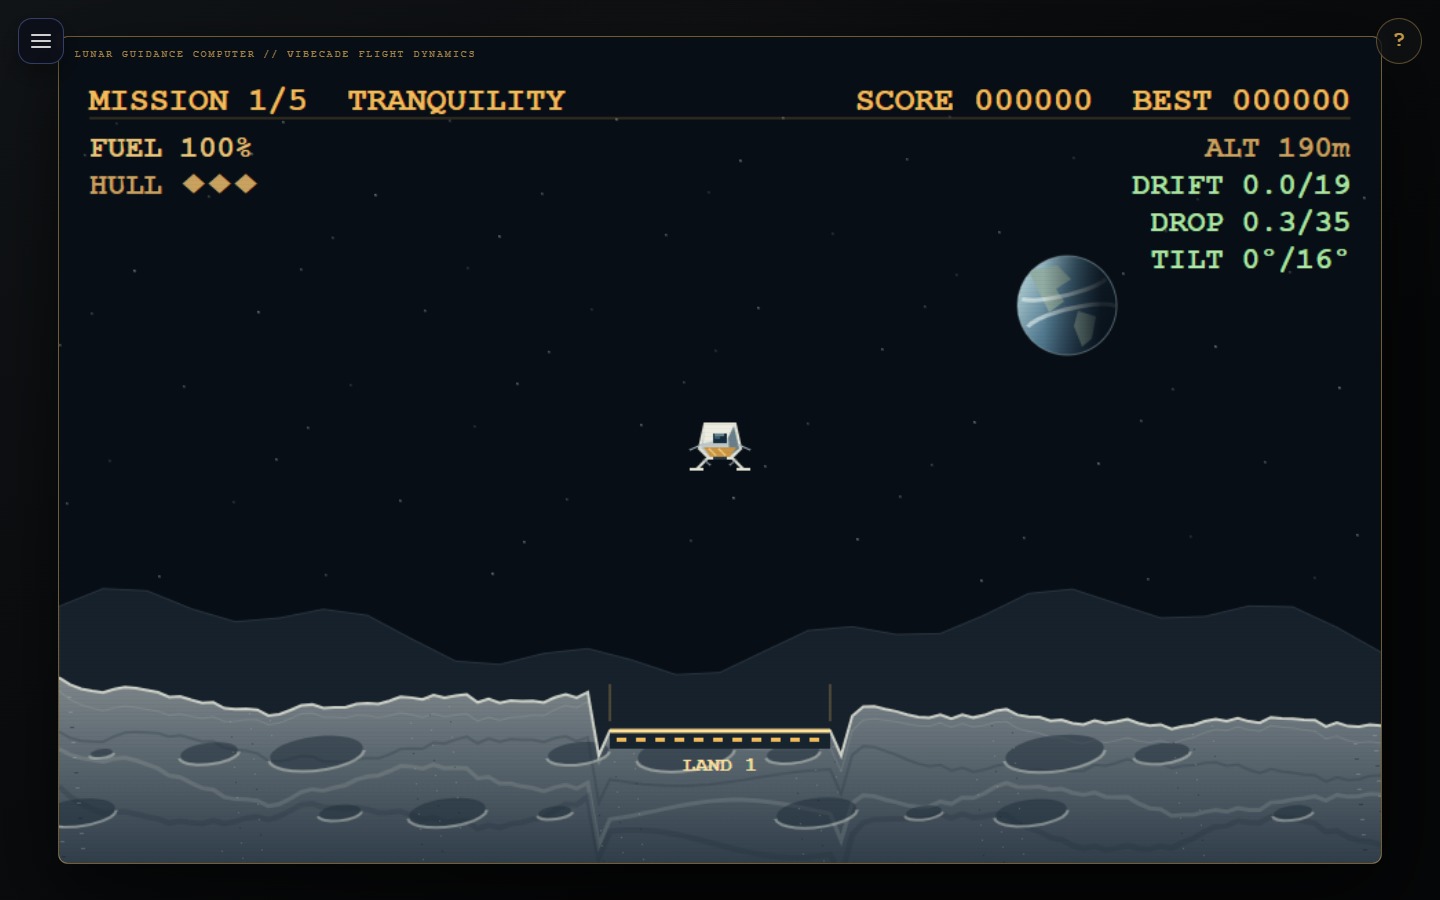 LUNAR GUIDANCE COMPUTER // VIBECADE FLIGHT DYNAMICS
?
MISSION 1/5 TRANQUILITY
SCORE 000000 BEST 000000
FUEL 100%
HULL ◆◆◆
ALT 190m
DRIFT 0.0/19
DROP 0.3/35
TILT 0°/16°
LAND 1